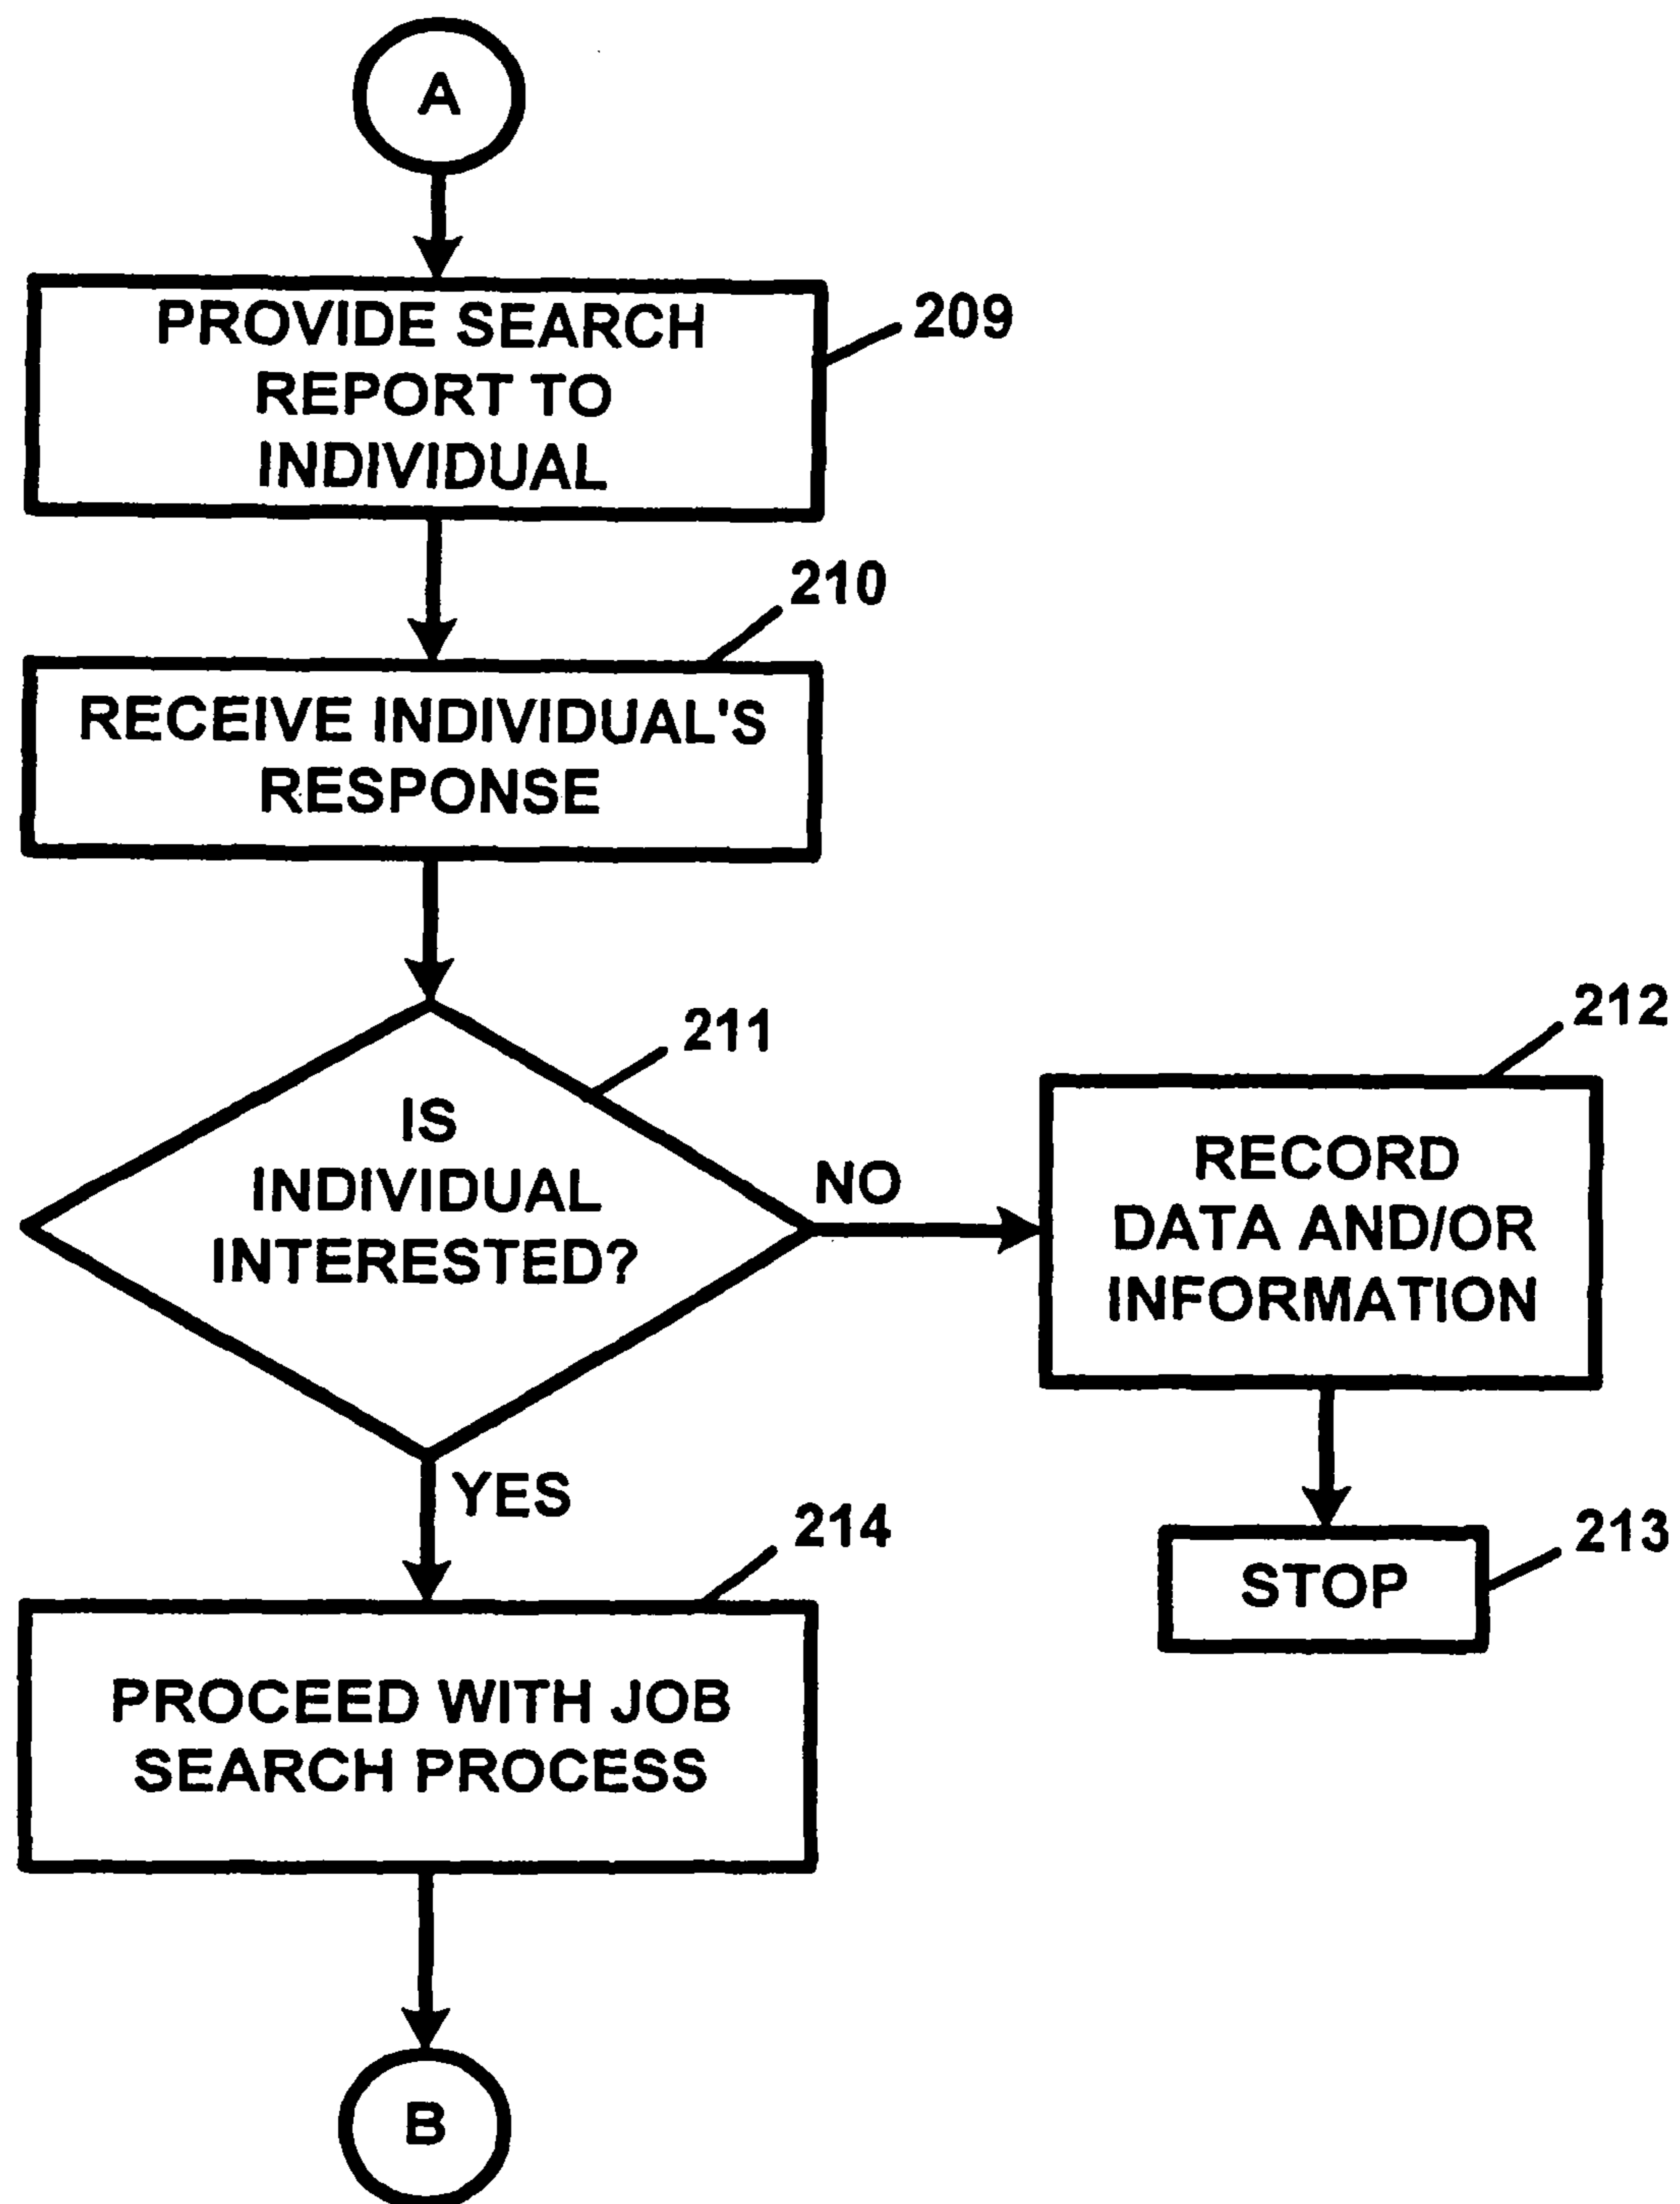 A
PROVIDE SEARCH
REPORT TO
INDIVIDUAL
209
210
RECEIVE INDIVIDUAL'S
RESPONSE
211
IS
INDIVIDUAL
INTERESTED?
NO
212
RECORD
DATA AND/OR
INFORMATION
YES
213
STOP
214
PROCEED WITH JOB
SEARCH PROCESS
B